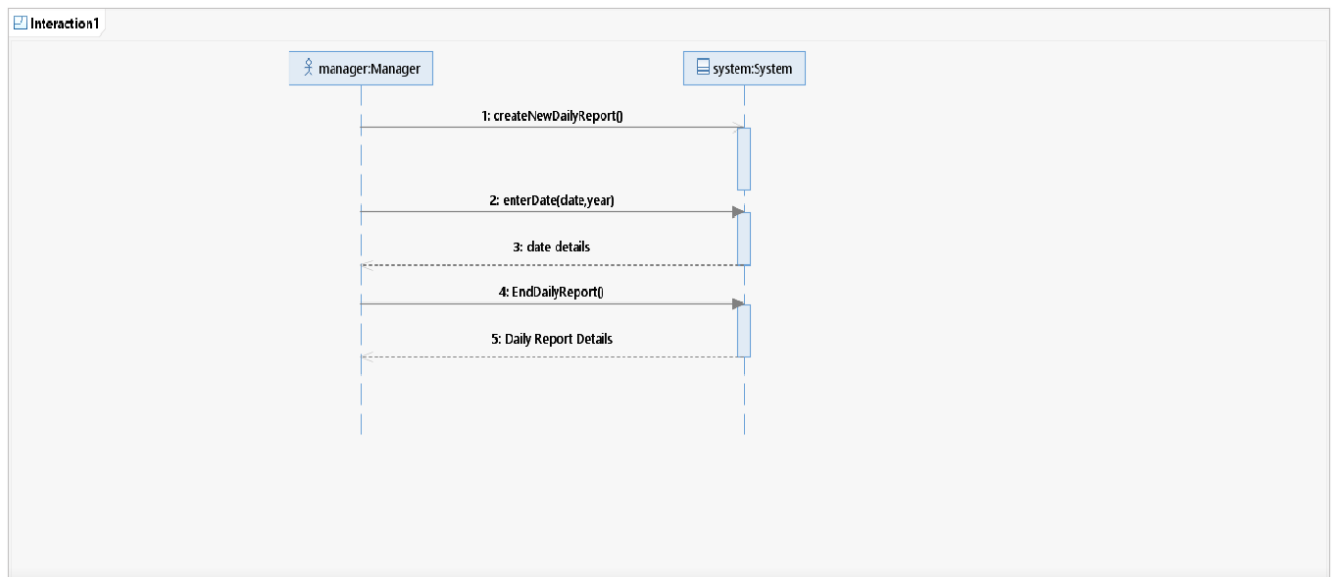 Interaction1
manager:Manager
system:System
1: createNewDailyReport()
2: enterDate(date,year)
3: date details
4: EndDailyReport()
5: Daily Report Details